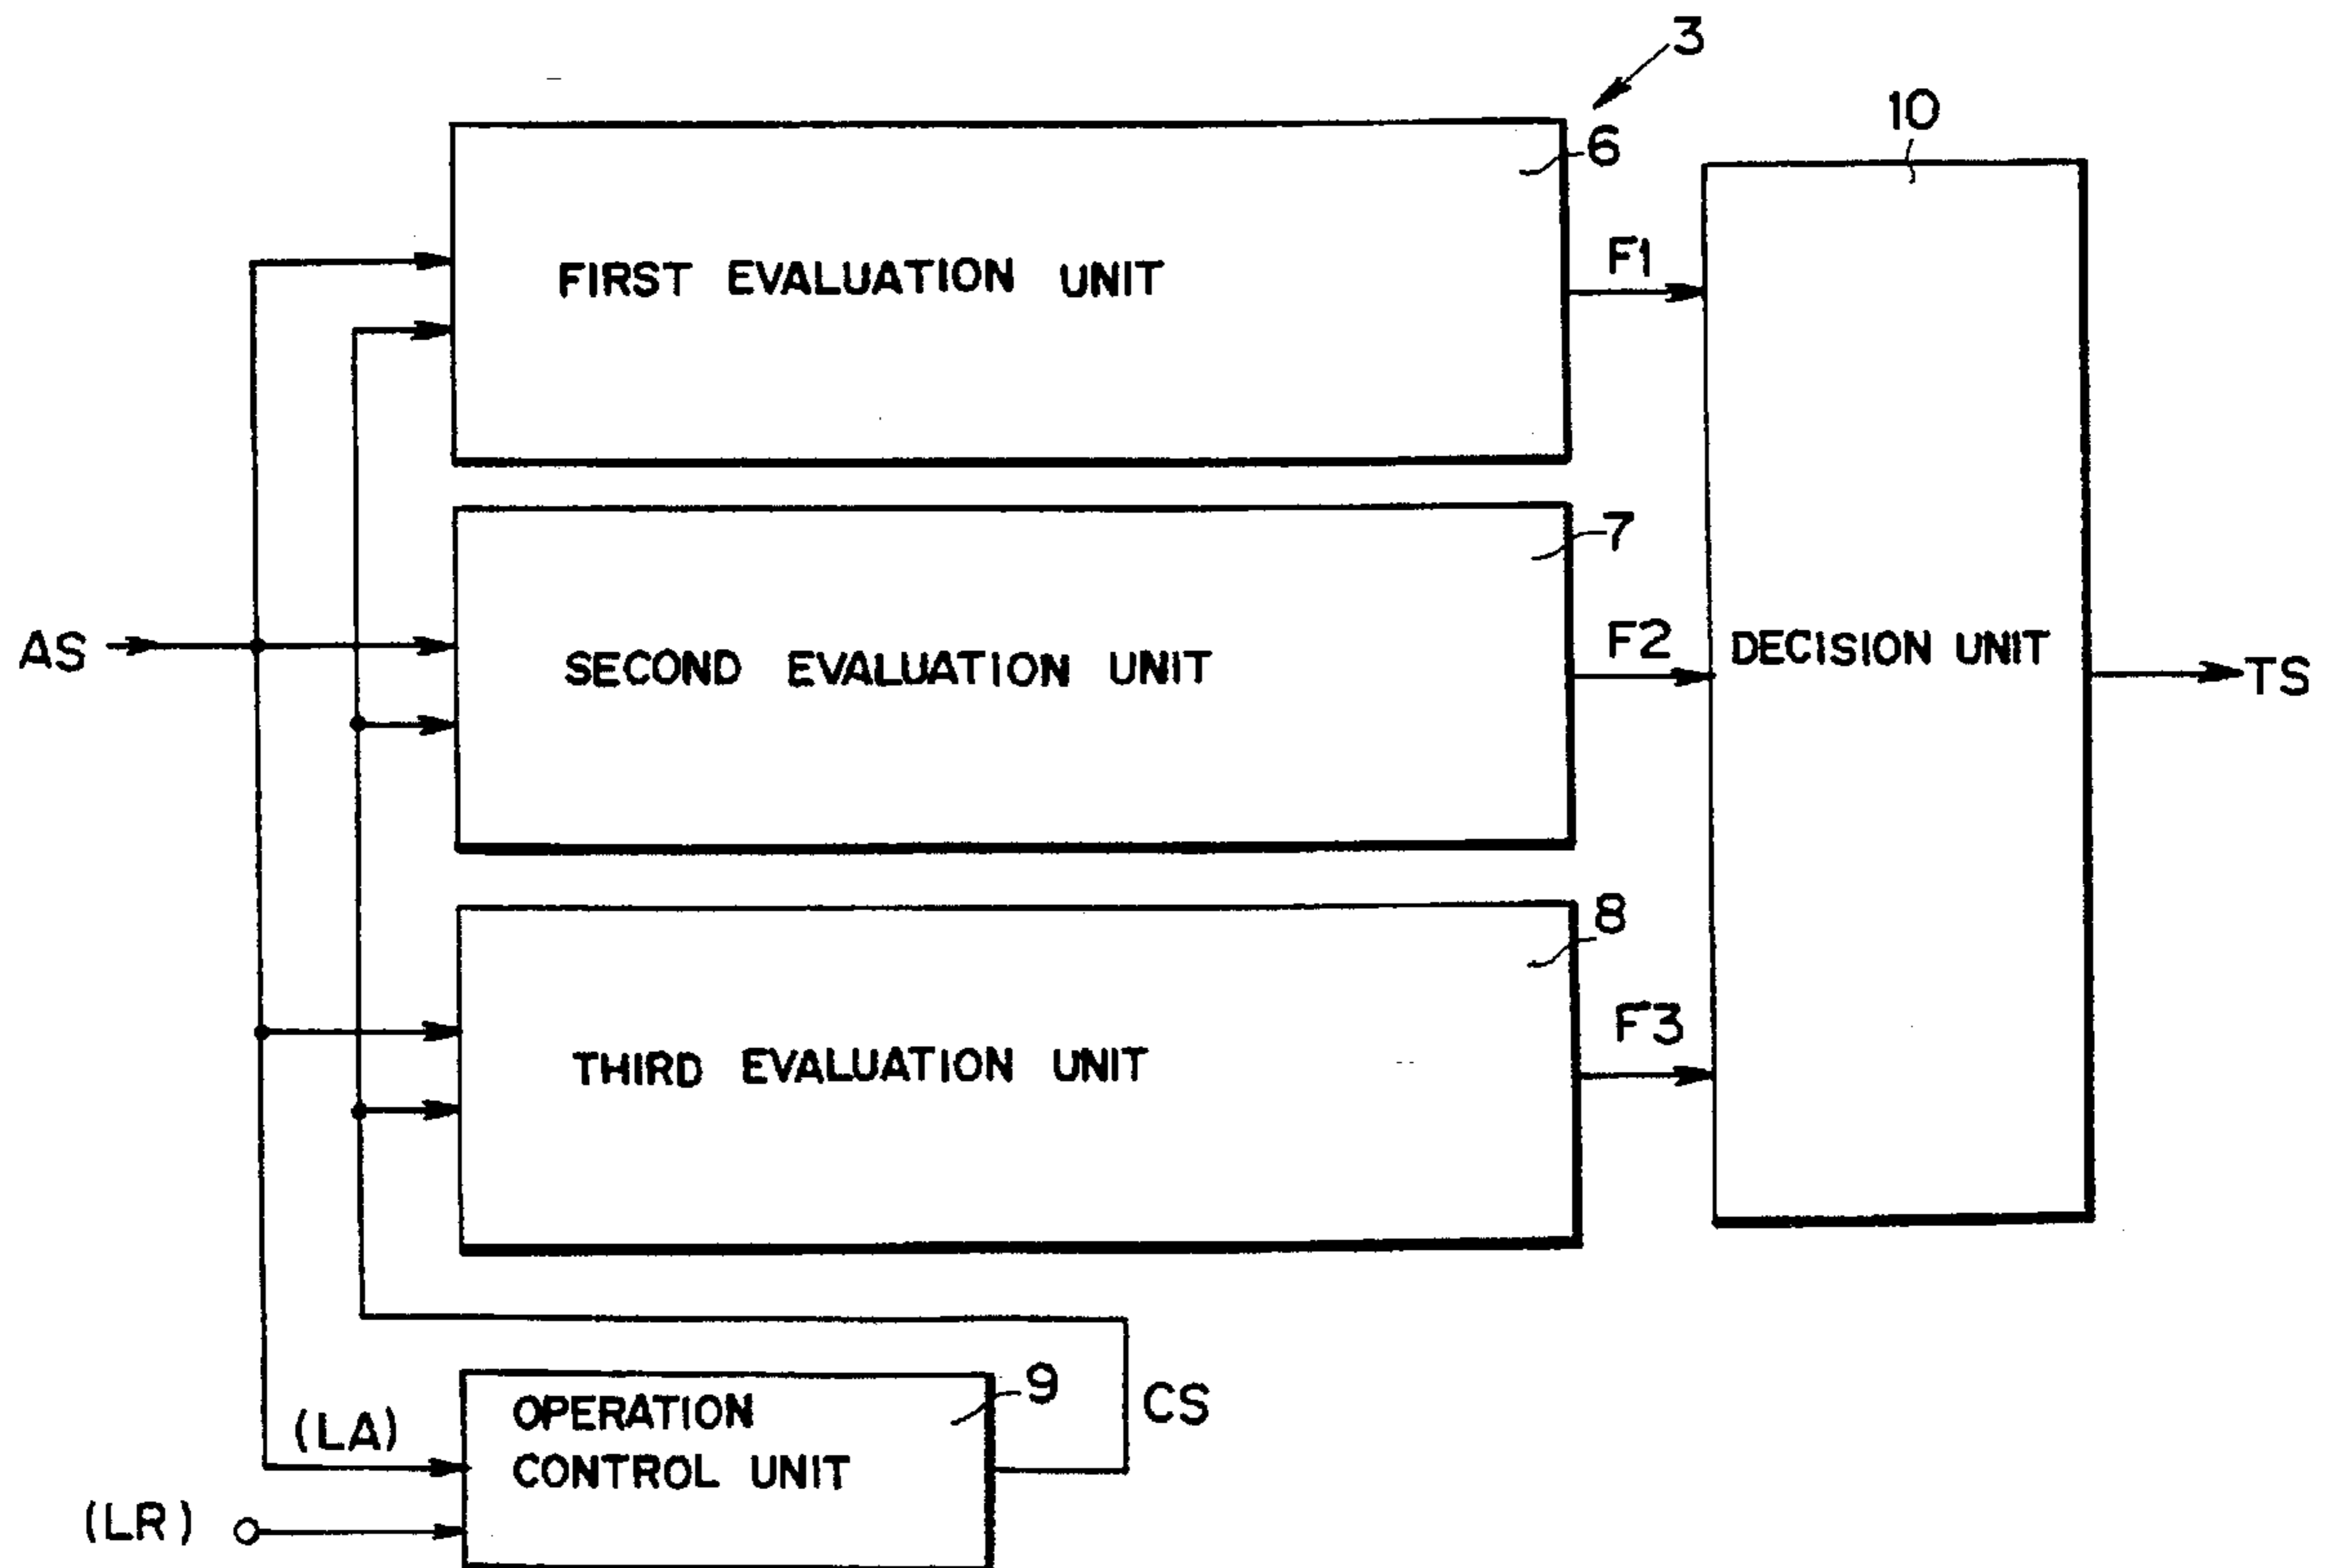 3
10
6
FIRST EVALUATION UNIT
F1
7
AS
SECOND EVALUATION UNIT
F2
DECISION UNIT
TS
8
THIRD EVALUATION UNIT
F3
9
OPERATION
CONTROL UNIT
CS
(LA)
(LR)